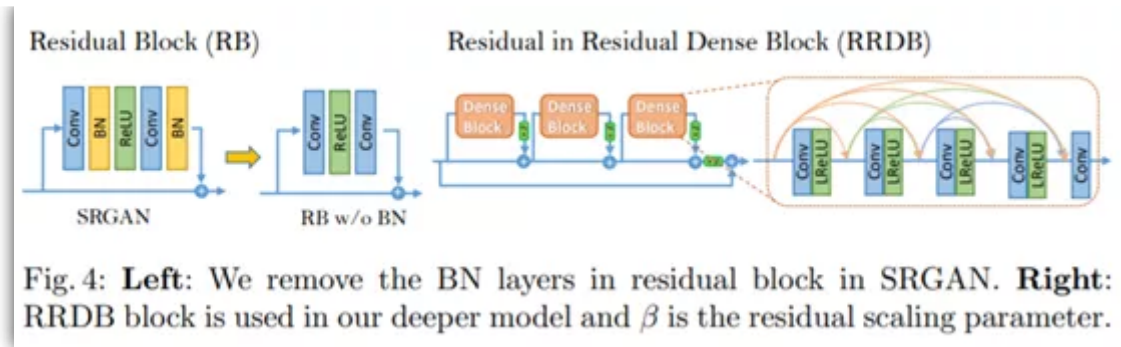 Residual Block (RB)
Residual in Residual Dense Block (RRDB)
Conv
BN
ReLU
Conv
BN
SRGAN
Conv
ReLU
Conv
RB w/o BN
Dense
Block
Dense
Block
Dense
Block
Conv
LReLU
Conv
LReLU
Conv
LReLU
Conv
LReLU
Conv
Fig. 4: Left: We remove the BN layers in residual block in SRGAN. Right:
RRDB block is used in our deeper model and β is the residual scaling parameter.